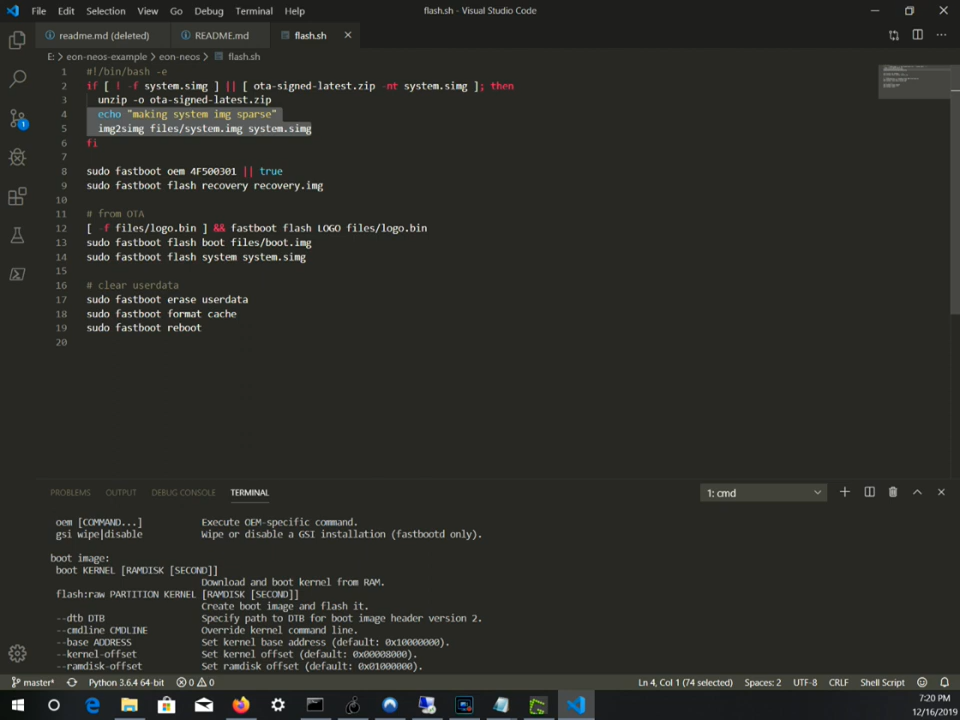 File Edit Selection View Go Debug Terminal Help
flash.sh - Visual Studio Code
readme.md (deleted) README.md flash.sh
E: > eon-neos-example > eon-neos > flash.sh
1 #!/bin/bash -e
2 if [ ! -f system.simg ] || [ ota-signed-latest.zip -nt system.simg ]; then
3 unzip -o ota-signed-latest.zip
4 echo "making system img sparse"
5 img2simg files/system.img system.simg
6 fi
7
8 sudo fastboot oem 4F500301 || true
9 sudo fastboot flash recovery recovery.img
10
11 # from OTA
12 [ -f files/logo.bin ] && fastboot flash LOGO files/logo.bin
13 sudo fastboot flash boot files/boot.img
14 sudo fastboot flash system system.simg
15
16 # clear userdata
17 sudo fastboot erase userdata
18 sudo fastboot format cache
19 sudo fastboot reboot
20
PROBLEMS OUTPUT DEBUG CONSOLE TERMINAL 1: cmd
oem [COMMAND...] Execute OEM-specific command.
gsi wipe|disable Wipe or disable a GSI installation (fastbootd only).
boot image:
boot KERNEL [RAMDISK [SECOND]]
Download and boot kernel from RAM.
flash:raw PARTITION KERNEL [RAMDISK [SECOND]]
Create boot image and flash it.
--dtb DTB Specify path to DTB for boot image header version 2.
--cmdline CMDLINE Override kernel command line.
--base ADDRESS Set kernel base address (default: 0x10000000).
--kernel-offset Set kernel offset (default: 0x00008000).
--ramdisk-offset Set ramdisk offset (default: 0x01000000).
master* Python 3.6.4 64-bit 0 0 Ln 4, Col 1 (74 selected) Spaces: 2 UTF-8 CRLF Shell Script
7:20 PM
12/16/2019